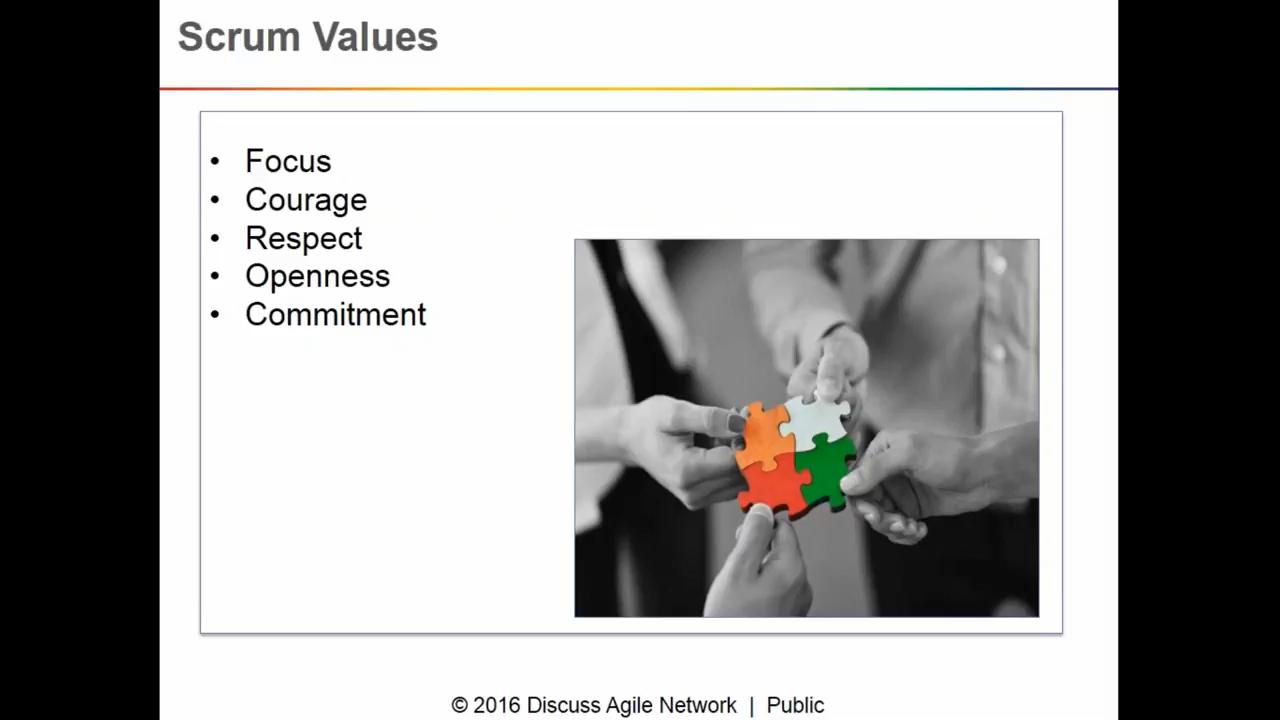 Scrum Values
• Focus
• Courage
• Respect
• Openness
• Commitment
© 2016 Discuss Agile Network | Public